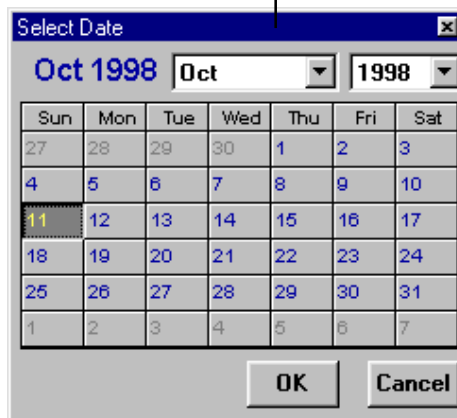 Select Date
Oct 1998 Oct 1998
Sun Mon Tue Wed Thu Fri Sat
27 28 29 30 1 2 3
4 5 6 7 8 9 10
11 12 13 14 15 16 17
18 19 20 21 22 23 24
25 26 27 28 29 30 31
1 2 3 4 5 6 7
OK Cancel